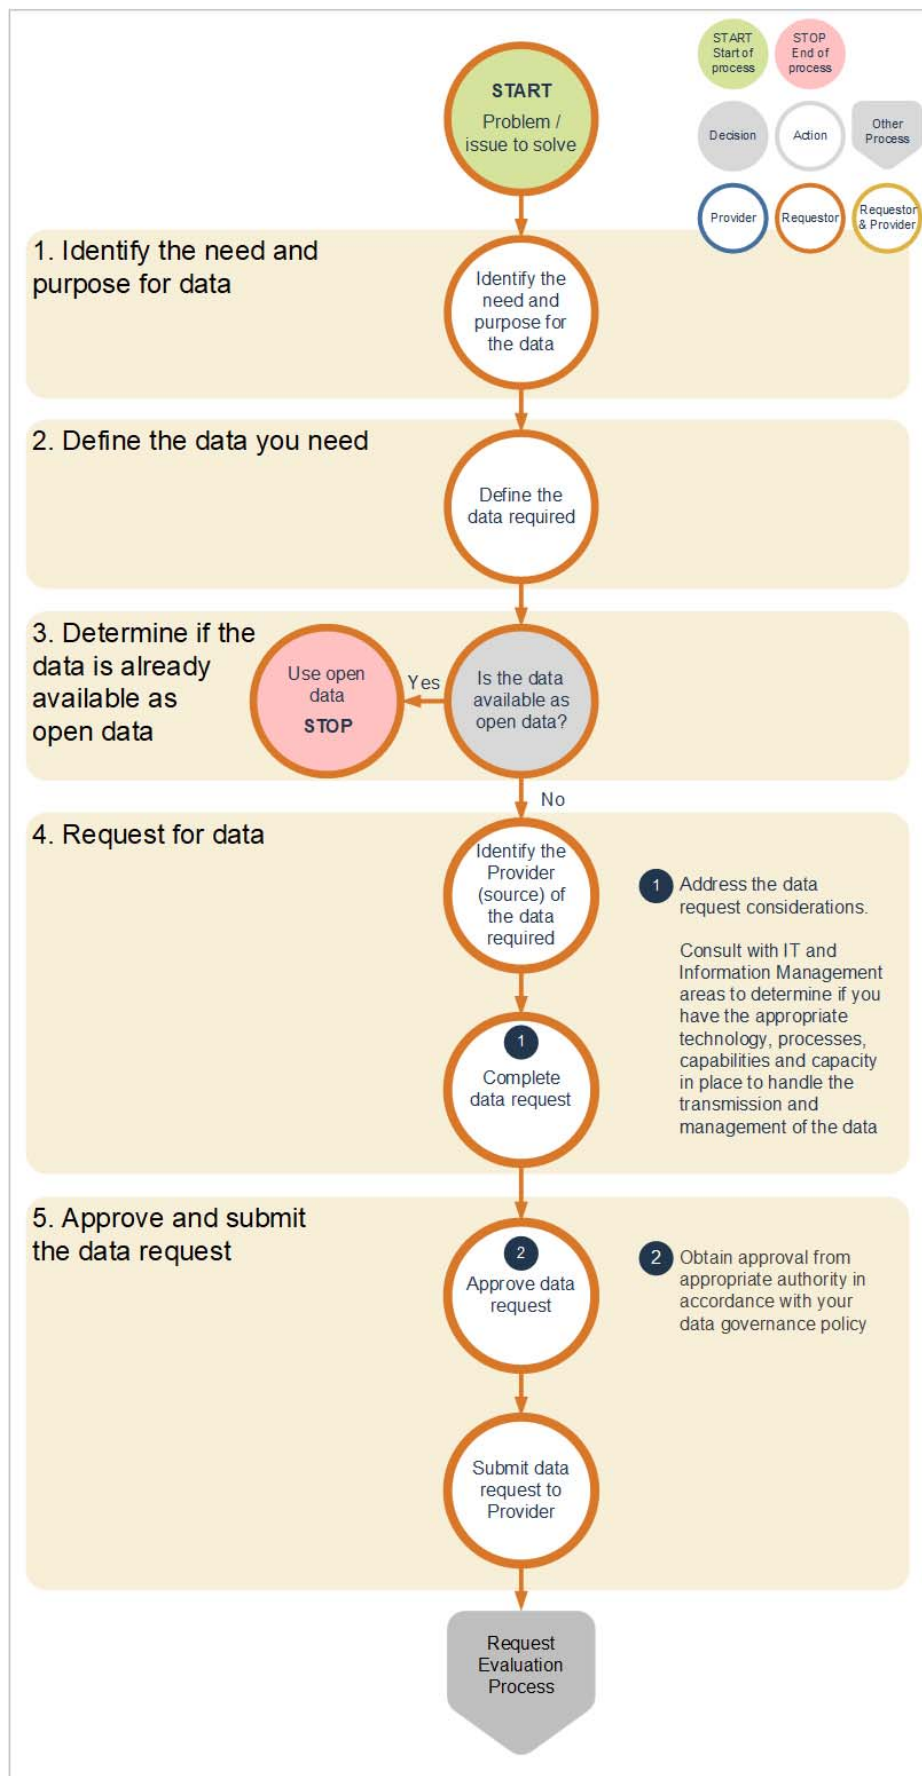 START
Start of
process
STOP
End of
process
Decision
Action
Other
Process
Provider
Requestor
Requestor
& Provider
START
Problem /
issue to solve
1. Identify the need and
purpose for data
Identify the
need and
purpose for
the data
2. Define the data you need
Define the
data required
3. Determine if the
data is already
available as
open data
Use open
data
STOP
Yes
Is the data
available as
open data?
No
4. Request for data
Identify the
Provider
(source) of
the data
required
1
Complete
data request
1 Address the data
request considerations.
Consult with IT and
Information Management
areas to determine if you
have the appropriate
technology, processes,
capabilities and capacity
in place to handle the
transmission and
management of the data
5. Approve and submit
the data request
2
Approve data
request
2 Obtain approval from
appropriate authority in
accordance with your
data governance policy
Submit data
request to
Provider
Request
Evaluation
Process